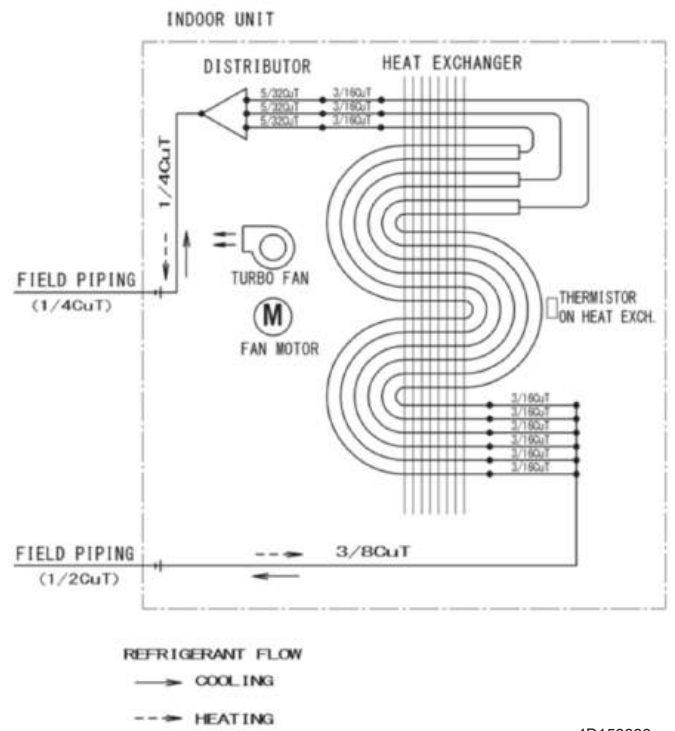 INDOOR UNIT
DISTRIBUTOR
HEAT EXCHANGER
5/32CuT 3/16CuT
5/32CuT 3/16CuT
5/32CuT 3/16CuT
1/4CuT
TURBO FAN
FIELD PIPING
(1/4CuT)
M
FAN MOTOR
THERMISTOR
ON HEAT EXCH.
3/16CuT
3/16CuT
3/16CuT
3/16CuT
3/16CuT
3/16CuT
FIELD PIPING
(1/2CuT)
3/8CuT
REFRIGERANT FLOW
COOLING
HEATING